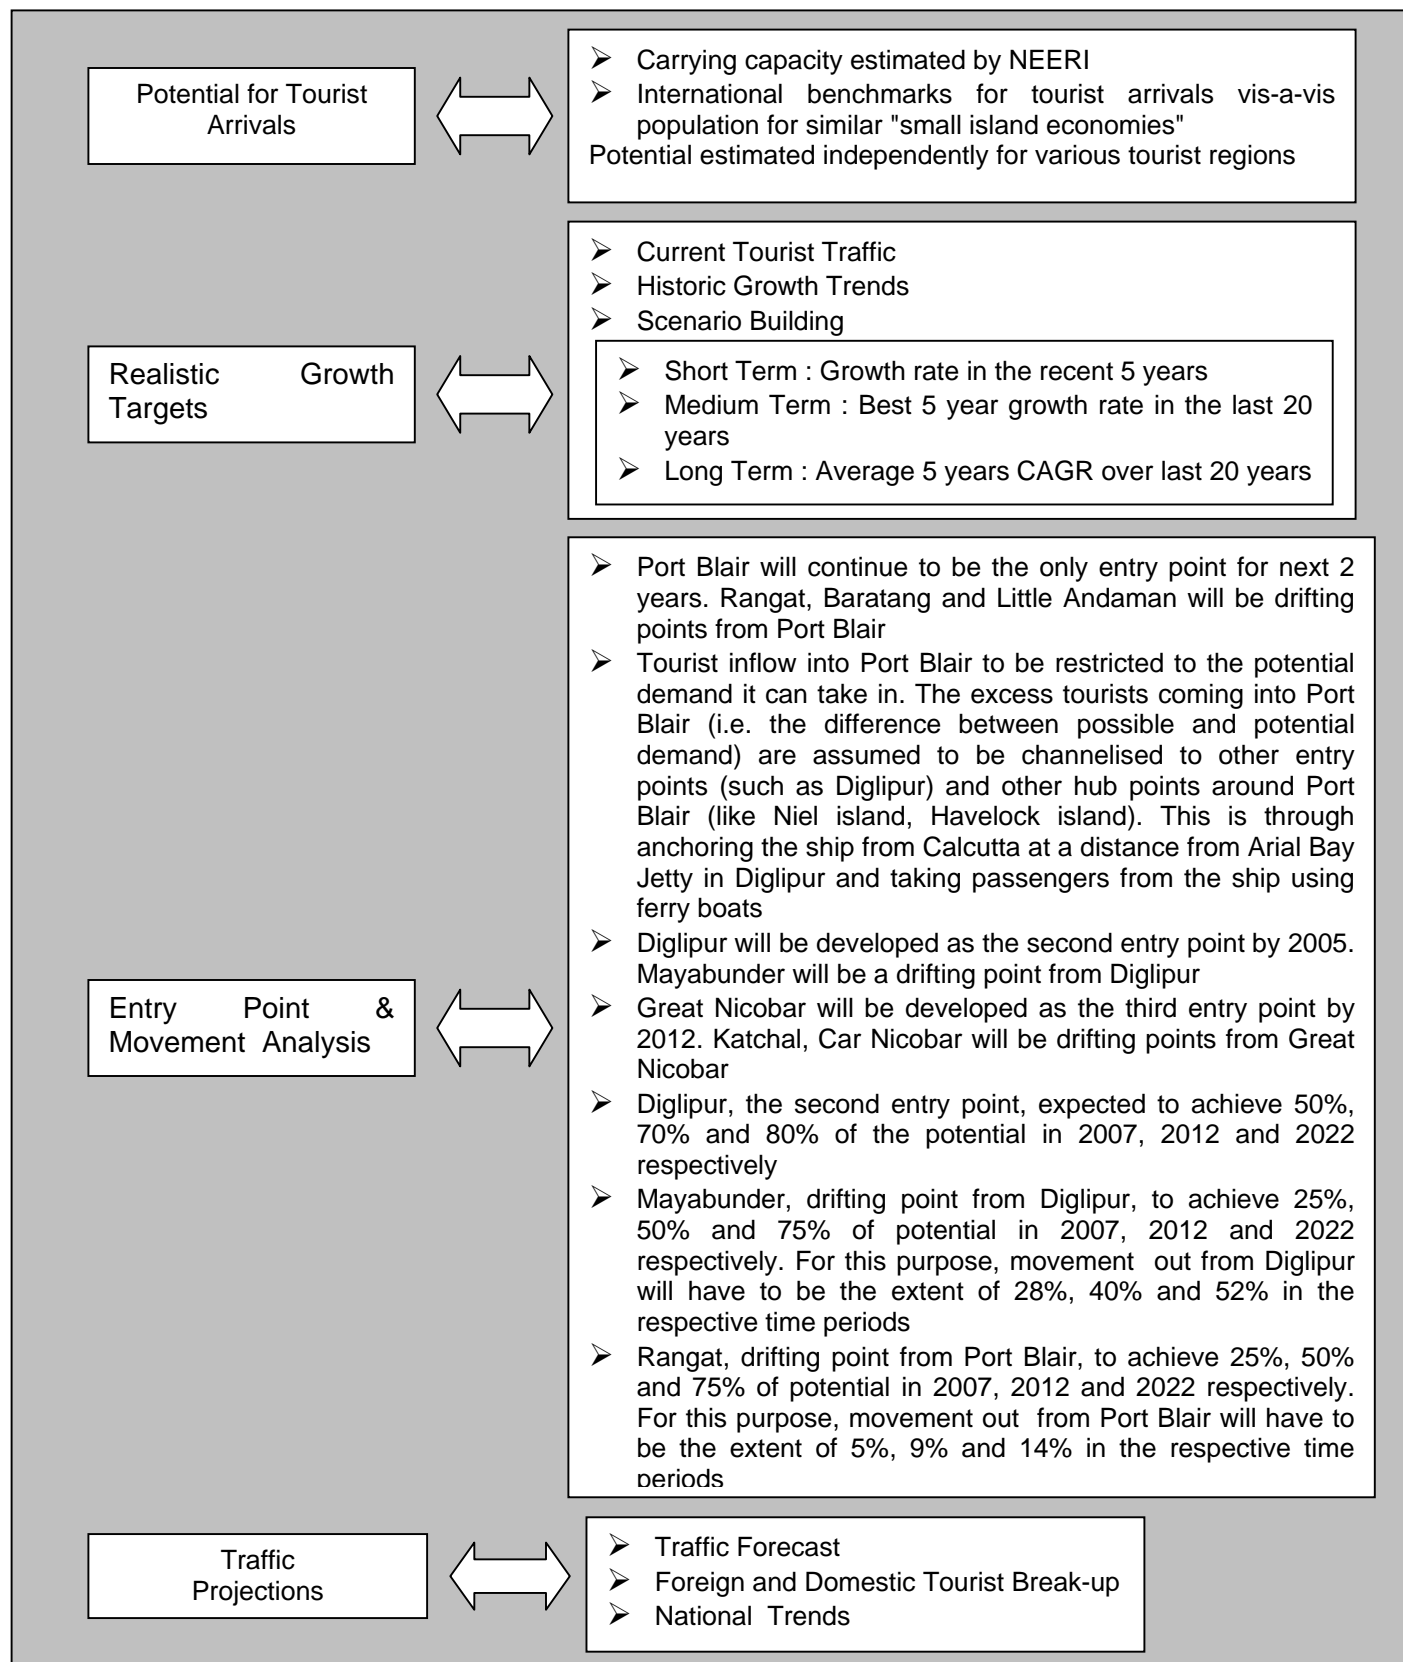 Potential for Tourist
Arrivals
➢ Carrying capacity estimated by NEERI
➢ International benchmarks for tourist arrivals vis-a-vis
population for similar "small island economies"
Potential estimated independently for various tourist regions
Realistic Growth
Targets
➢ Current Tourist Traffic
➢ Historic Growth Trends
➢ Scenario Building
➢ Short Term : Growth rate in the recent 5 years
➢ Medium Term : Best 5 year growth rate in the last 20
years
➢ Long Term : Average 5 years CAGR over last 20 years
Entry Point &
Movement Analysis
➢ Port Blair will continue to be the only entry point for next 2
years. Rangat, Baratang and Little Andaman will be drifting
points from Port Blair
➢ Tourist inflow into Port Blair to be restricted to the potential
demand it can take in. The excess tourists coming into Port
Blair (i.e. the difference between possible and potential
demand) are assumed to be channelised to other entry
points (such as Diglipur) and other hub points around Port
Blair (like Niel island, Havelock island). This is through
anchoring the ship from Calcutta at a distance from Arial Bay
Jetty in Diglipur and taking passengers from the ship using
ferry boats
➢ Diglipur will be developed as the second entry point by 2005.
Mayabunder will be a drifting point from Diglipur
➢ Great Nicobar will be developed as the third entry point by
2012. Katchal, Car Nicobar will be drifting points from Great
Nicobar
➢ Diglipur, the second entry point, expected to achieve 50%,
70% and 80% of the potential in 2007, 2012 and 2022
respectively
➢ Mayabunder, drifting point from Diglipur, to achieve 25%,
50% and 75% of potential in 2007, 2012 and 2022
respectively. For this purpose, movement out from Diglipur
will have to be the extent of 28%, 40% and 52% in the
respective time periods
➢ Rangat, drifting point from Port Blair, to achieve 25%, 50%
and 75% of potential in 2007, 2012 and 2022 respectively.
For this purpose, movement out from Port Blair will have to
be the extent of 5%, 9% and 14% in the respective time
periods
Traffic
Projections
➢ Traffic Forecast
➢ Foreign and Domestic Tourist Break-up
➢ National Trends